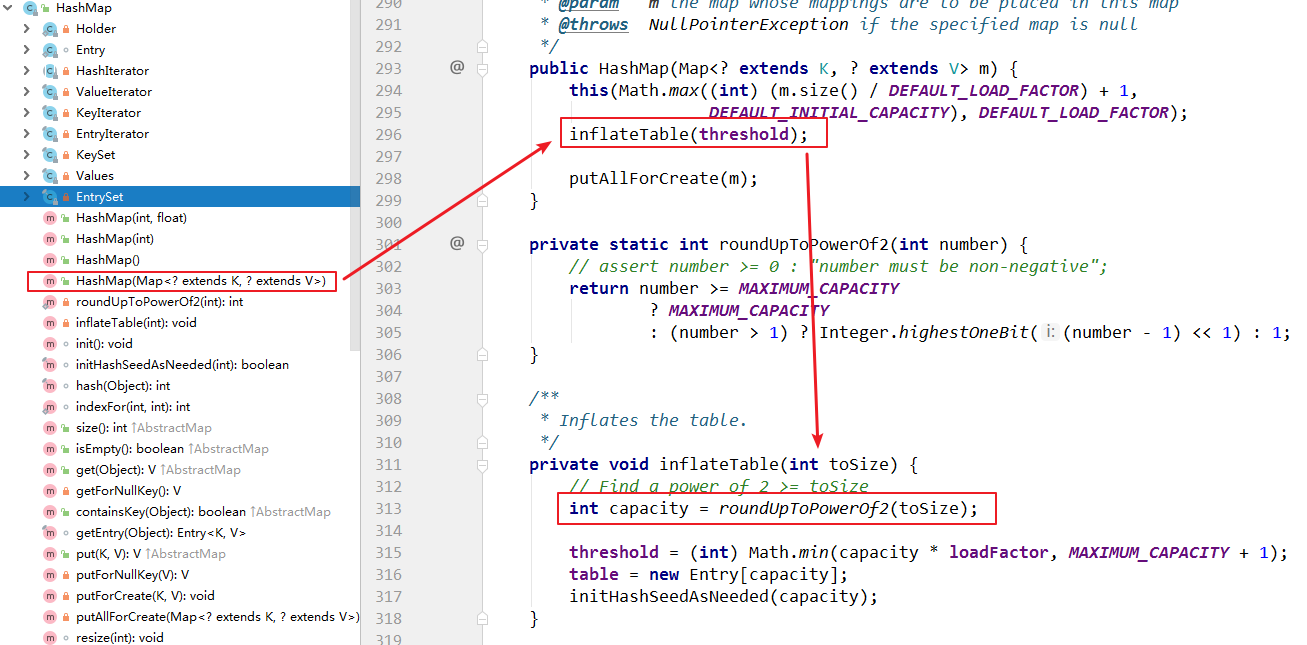 HashMap
Holder
Entry
HashIterator
ValueIterator
KeyIterator
EntryIterator
KeySet
Values
EntrySet
HashMap(int, float)
HashMap(int)
HashMap()
HashMap(Map<? extends K, ? extends V>)
roundUpToPowerOf2(int): int
inflateTable(int): void
init(): void
initHashSeedAsNeeded(int): boolean
hash(Object): int
indexFor(int, int): int
size(): int ↑AbstractMap
isEmpty(): boolean ↑AbstractMap
get(Object): V ↑AbstractMap
getForNullKey(): V
containsKey(Object): boolean ↑AbstractMap
getEntry(Object): Entry<K, V>
put(K, V): V ↑AbstractMap
putForNullKey(V): V
putForCreate(K, V): void
putAllForCreate(Map<? extends K, ? extends V>)
resize(int): void
290 * @param m the map whose mappings are to be placed in this map
291 * @throws NullPointerException if the specified map is null
292 */
293 @ public HashMap(Map<? extends K, ? extends V> m) {
294 this(Math.max((int) (m.size() / DEFAULT_LOAD_FACTOR) + 1,
295 DEFAULT_INITIAL_CAPACITY), DEFAULT_LOAD_FACTOR);
296 inflateTable(threshold);
297
298 putAllForCreate(m);
299 }
300
301 @ private static int roundUpToPowerOf2(int number) {
302 // assert number >= 0 : "number must be non-negative";
303 return number >= MAXIMUM_CAPACITY
304 ? MAXIMUM_CAPACITY
305 : (number > 1) ? Integer.highestOneBit( i: (number - 1) << 1) : 1;
306 }
307
308 /**
309 * Inflates the table.
310 */
311 private void inflateTable(int toSize) {
312 // Find a power of 2 >= toSize
313 int capacity = roundUpToPowerOf2(toSize);
314
315 threshold = (int) Math.min(capacity * loadFactor, MAXIMUM_CAPACITY + 1);
316 table = new Entry[capacity];
317 initHashSeedAsNeeded(capacity);
318 }
319